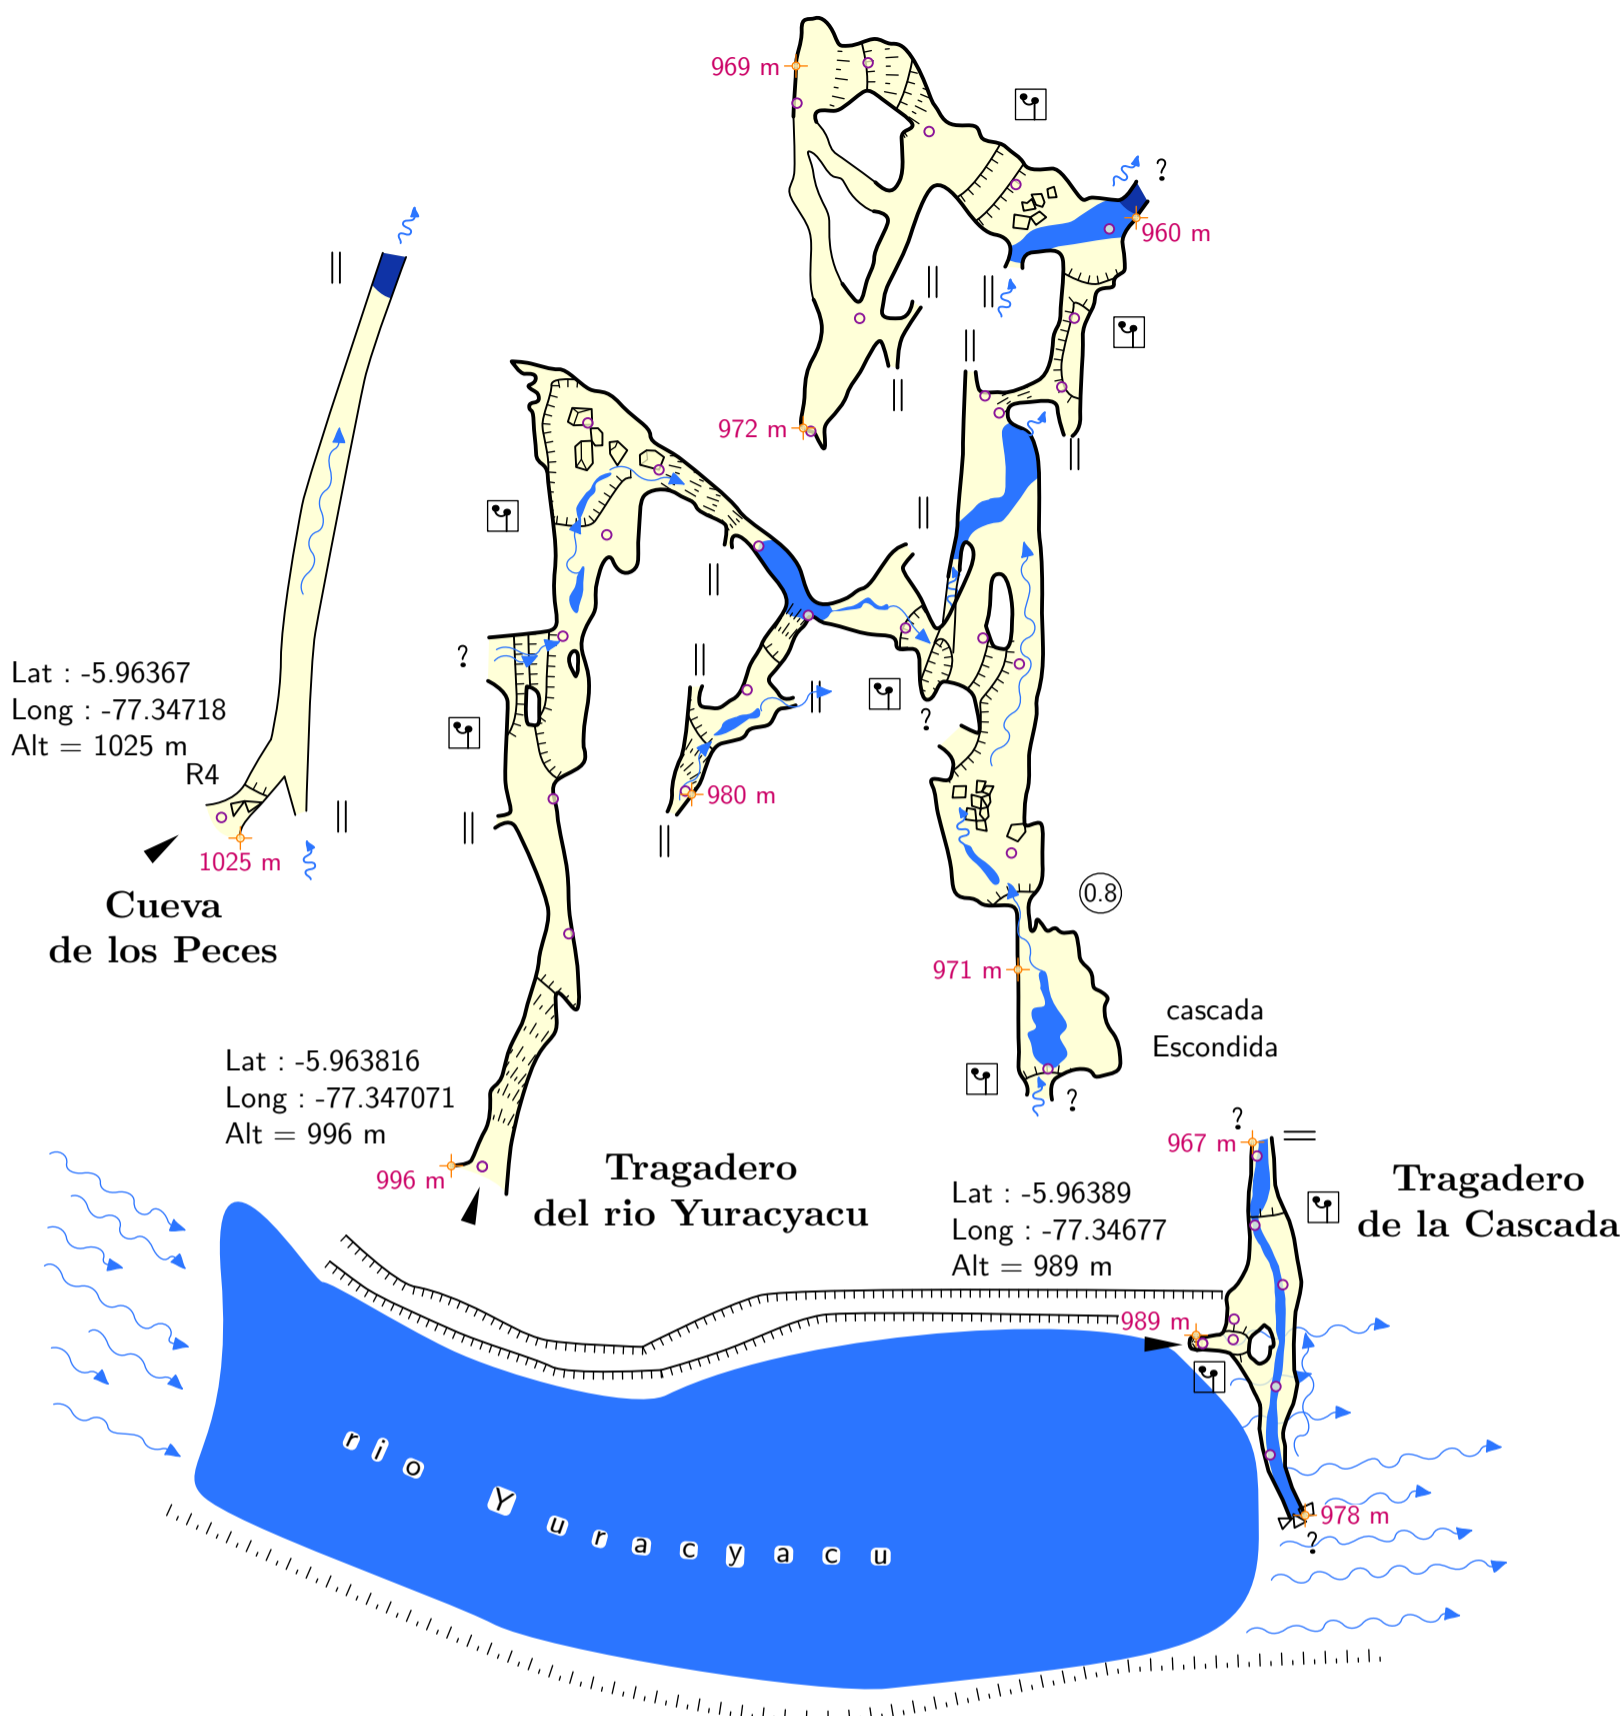 969 m
?
960 m
972 m
?
Lat : -5.96367
Long : -77.34718
Alt = 1025 m
R4
?
980 m
1025 m
Cueva
de los Peces
0.8
971 m
cascada
Escondida
?
Lat : -5.963816
Long : -77.347071
Alt = 996 m
996 m
Tragadero
del rio Yuracyacu
?
967 m
Tragadero
de la Cascada
Lat : -5.96389
Long : -77.34677
Alt = 989 m
989 m
rio Yuracyacu
978 m
?